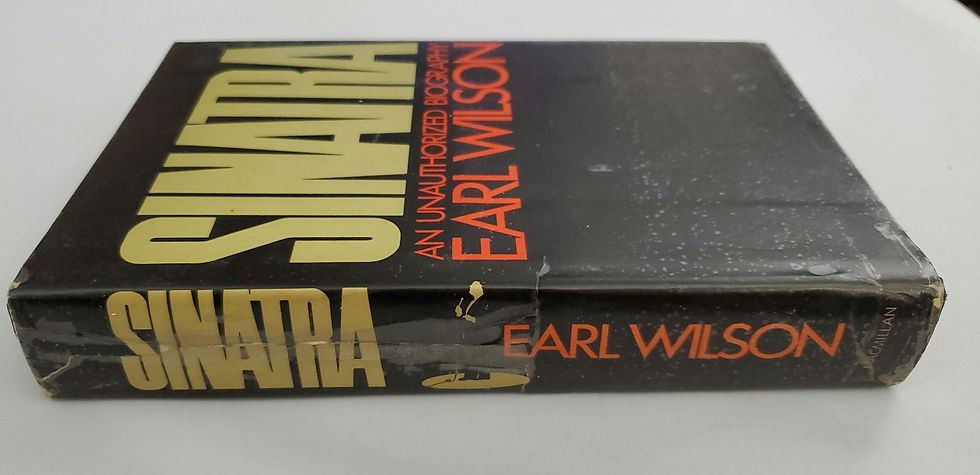 SINATRA
AN UNAUTHORIZED BIOGRAPHY
EARL WILSON
SINATRA
EARL WILSON
MACMILLAN